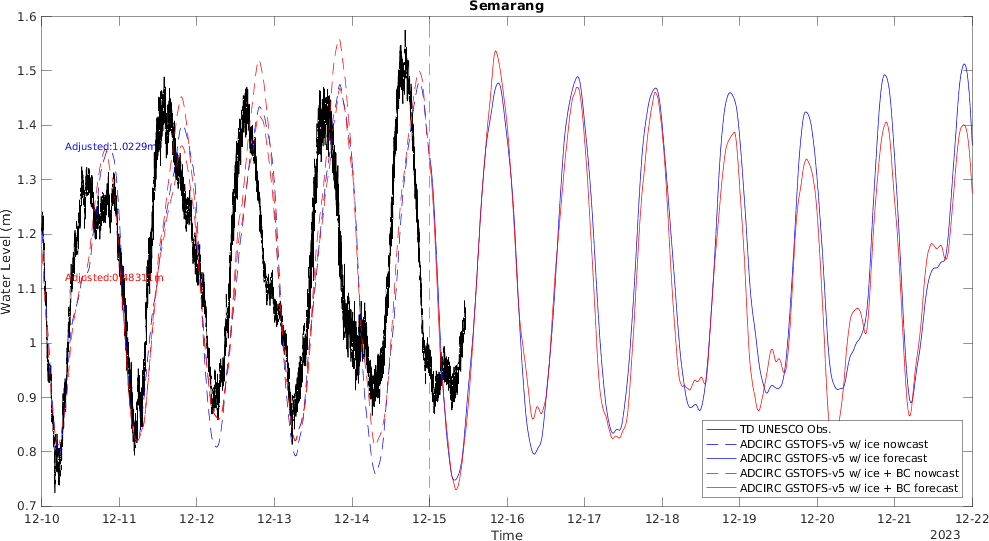 Semarang
1.6
1.5
1.4
1.3
1.2
1.1
1
0.9
0.8
0.7
Water Level (m)
Adjusted:1.0229m
Adjusted:0.48311m
TD UNESCO Obs.
ADCIRC GSTOFS-v5 w/ ice nowcast
ADCIRC GSTOFS-v5 w/ ice forecast
ADCIRC GSTOFS-v5 w/ ice + BC nowcast
ADCIRC GSTOFS-v5 w/ ice + BC forecast
12-10 12-11 12-12 12-13 12-14 12-15 12-16 12-17 12-18 12-19 12-20 12-21 12-22
Time 2023